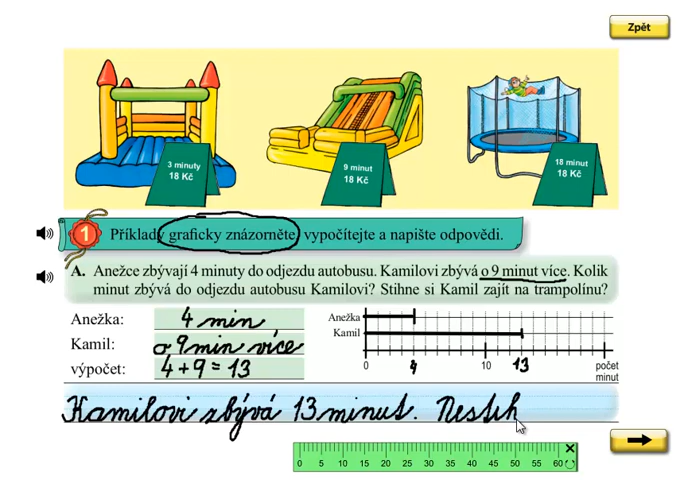 Zpět
3 minuty
18 Kč
9 minut
18 Kč
18 minut
18 Kč
1 Příklady graficky znázorněte, vypočítejte a napište odpovědi.
A. Anežce zbývají 4 minuty do odjezdu autobusu. Kamilovi zbývá o 9 minut více. Kolik
minut zbývá do odjezdu autobusu Kamilovi? Stihne si Kamil zajít na trampolínu?
Anežka: 4 min
Kamil: o 9 min více
výpočet: 4 + 9 = 13
Anežka
Kamil
0 4 10 13 počet
minut
Kamilovi zbývá 13 minut. Nestih
0 5 10 15 20 25 30 35 40 45 50 55 60